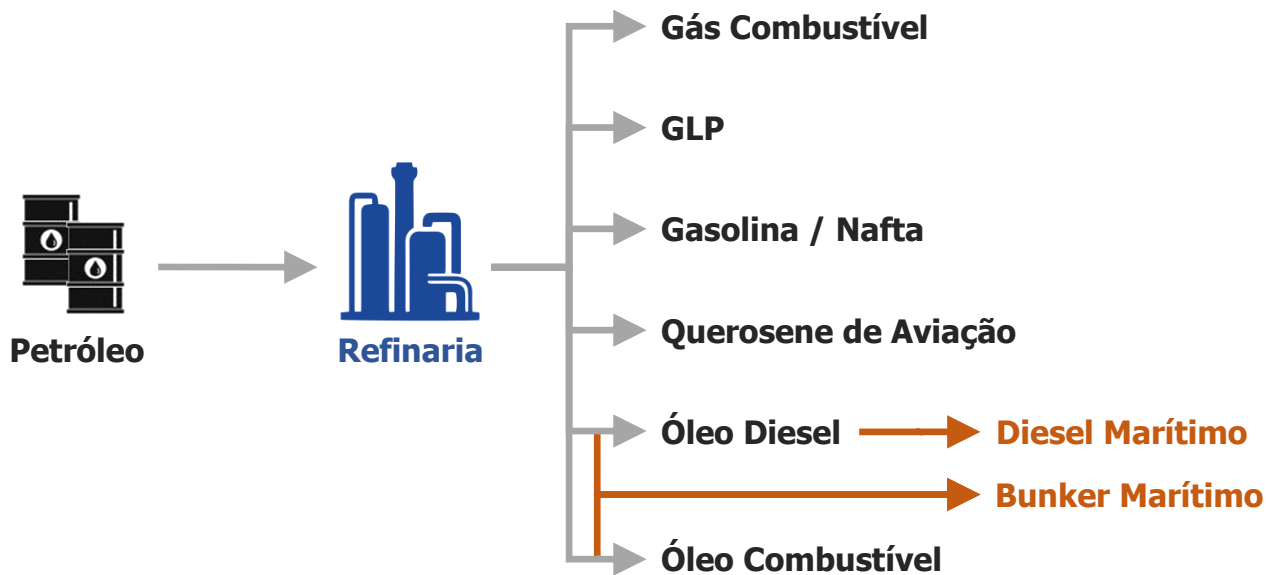 Gás Combustível
GLP
Gasolina / Nafta
Petróleo
Refinaria
Querosene de Aviação
Óleo Diesel
Diesel Marítimo
Bunker Marítimo
Óleo Combustível